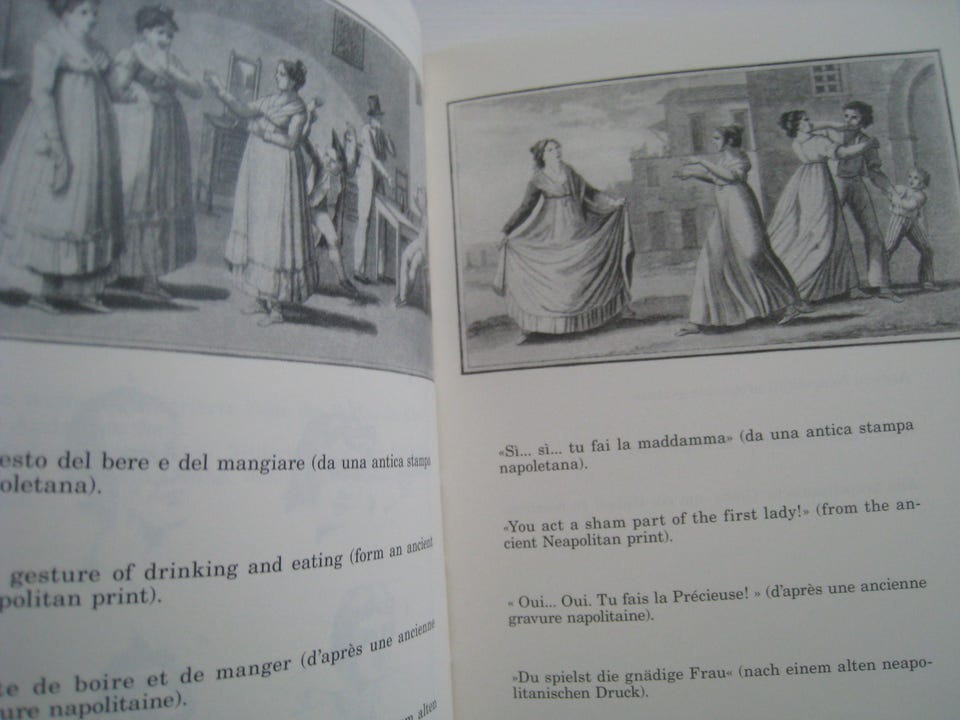 esto del bere e del mangiare (da una antica stampa
oletana).
gesture of drinking and eating (form an ancient
politan print).
te de boire et de manger (d'après une ancienne
ure napolitaine).
m alten
«Sì... sì... tu fai la maddamma» (da una antica stampa
napoletana).
«You act a sham part of the first lady!» (from the an-
cient Neapolitan print).
« Oui... Oui. Tu fais la Précieuse! » (d'après une ancienne
gravure napolitaine).
»Du spielst die gnädige Frau« (nach einem alten neapo-
litanischen Druck).